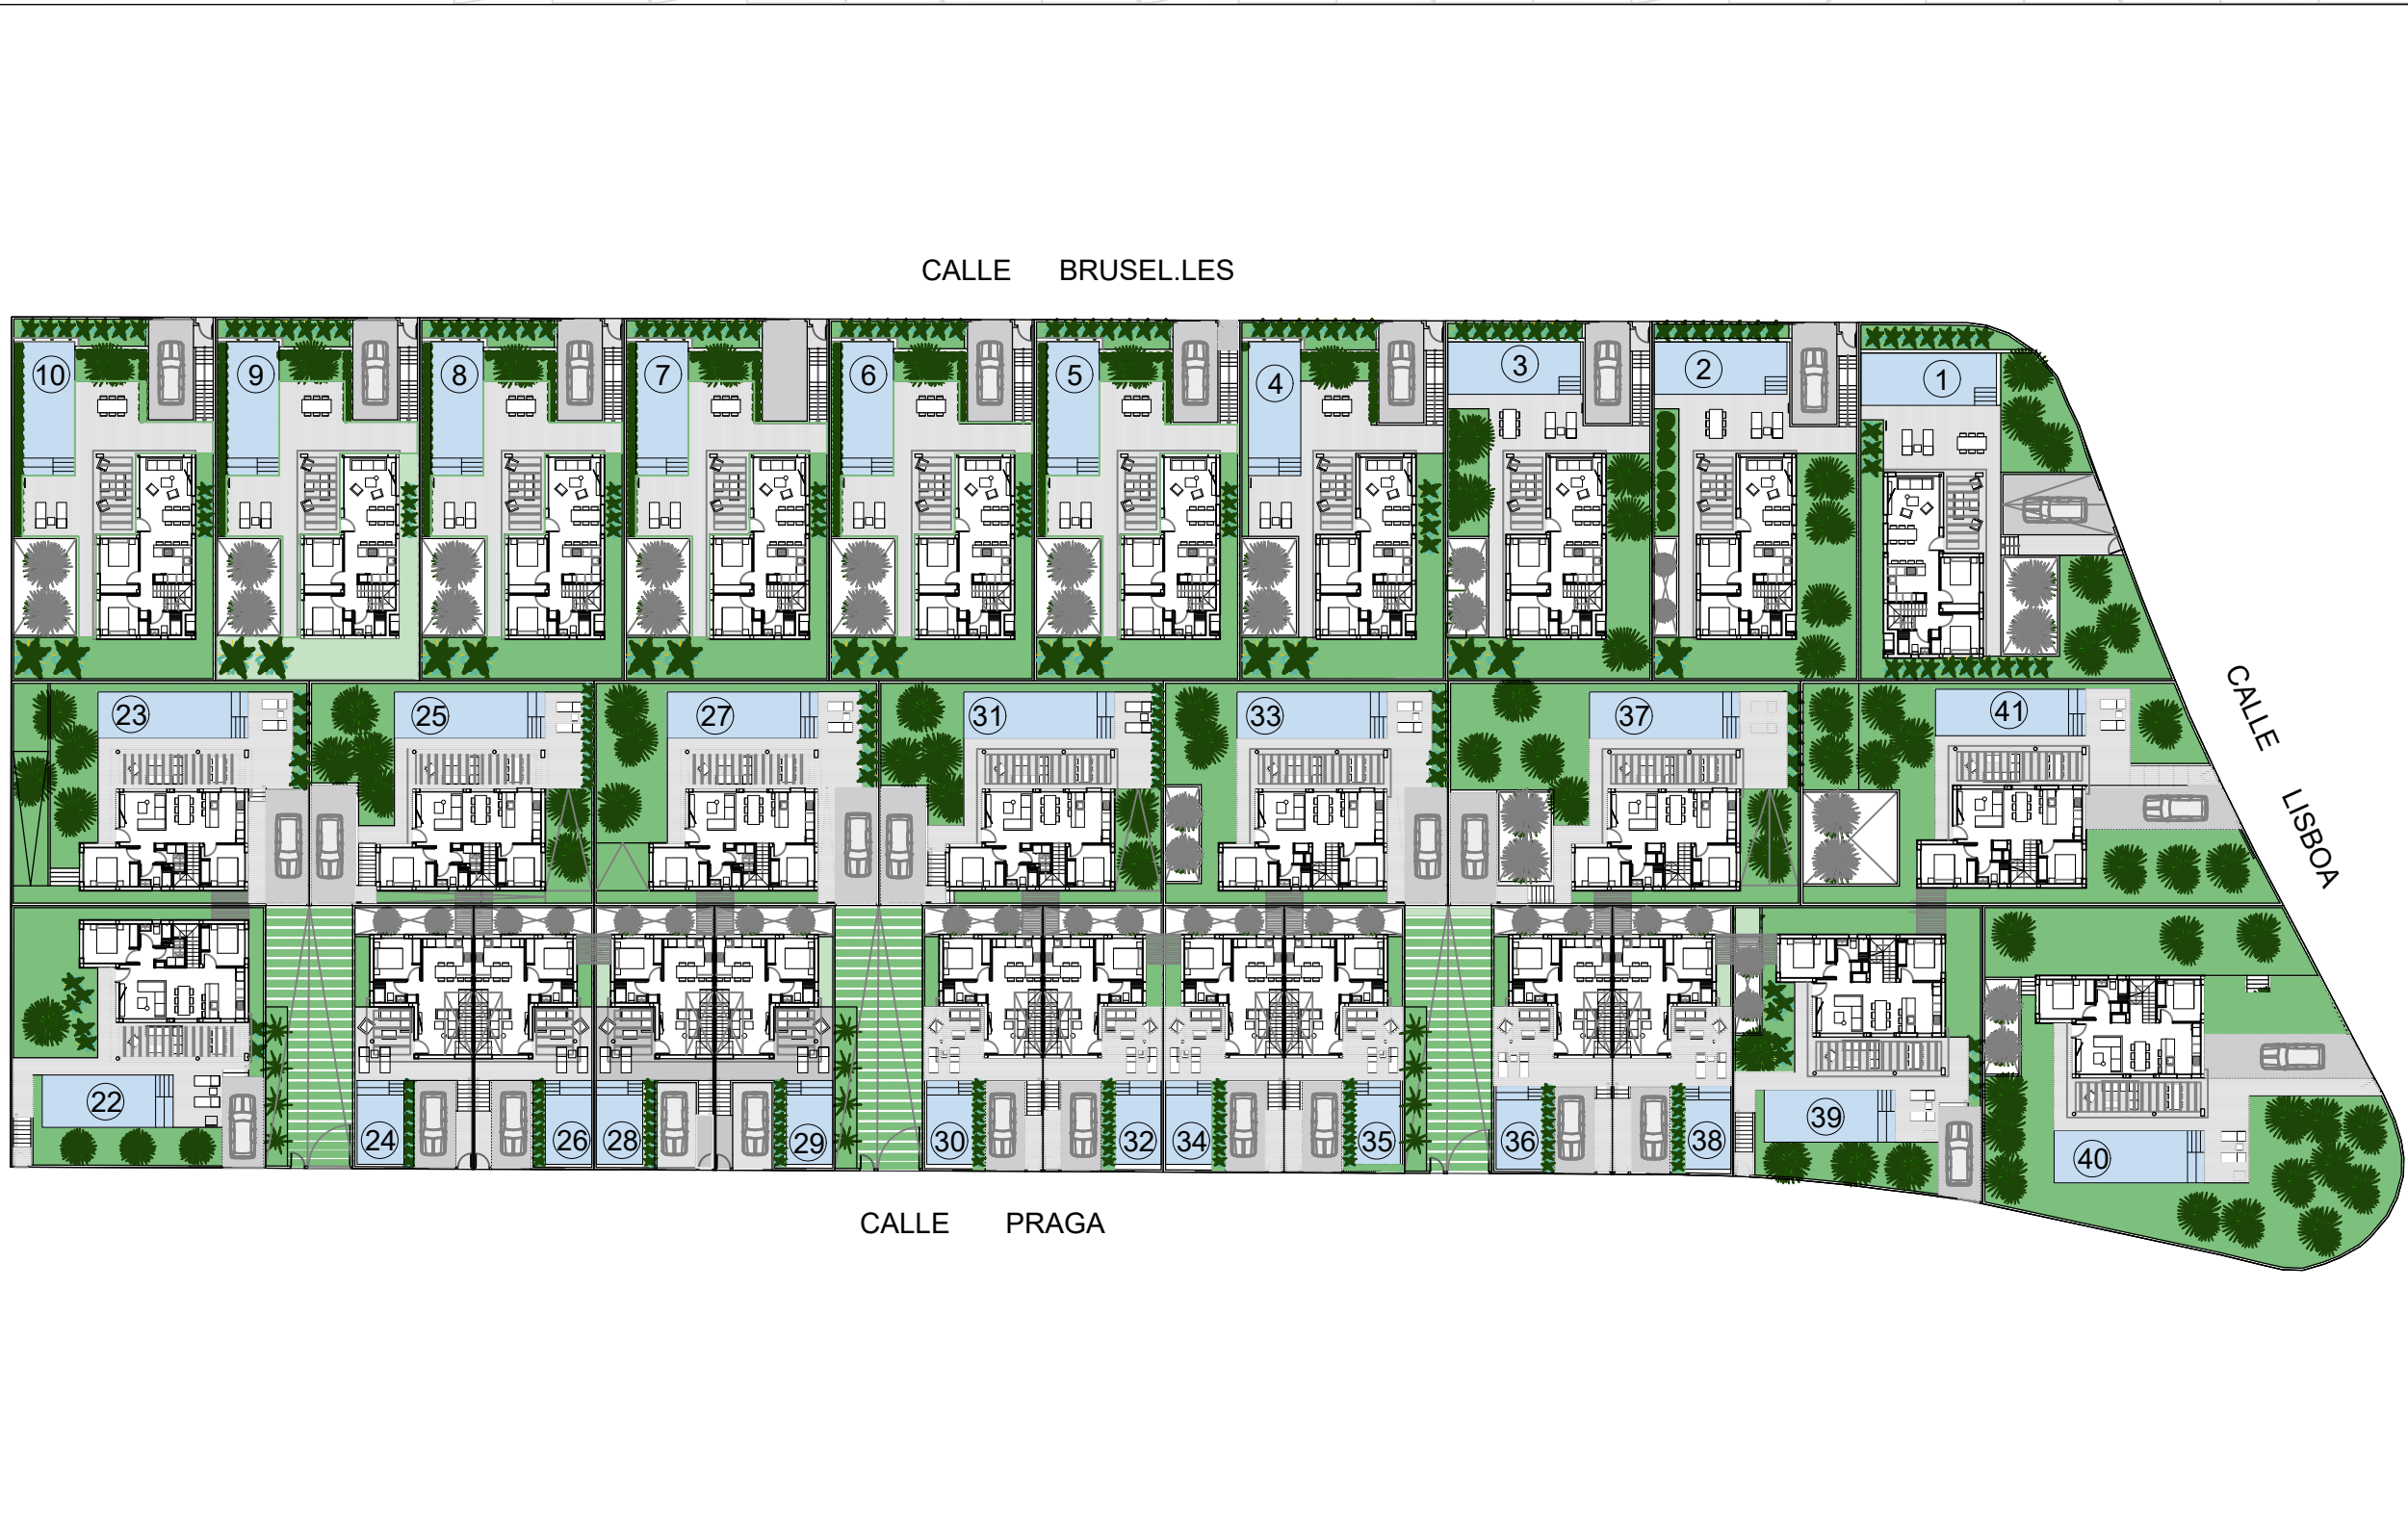 CALLE BRUSEL.LES
10 9 8 7 6 5 4 3 2 1
23 25 27 31 33 37 41
CALLE LISBOA
22 24 26 28 29 30 32 34 35 36 38 39 40
CALLE PRAGA